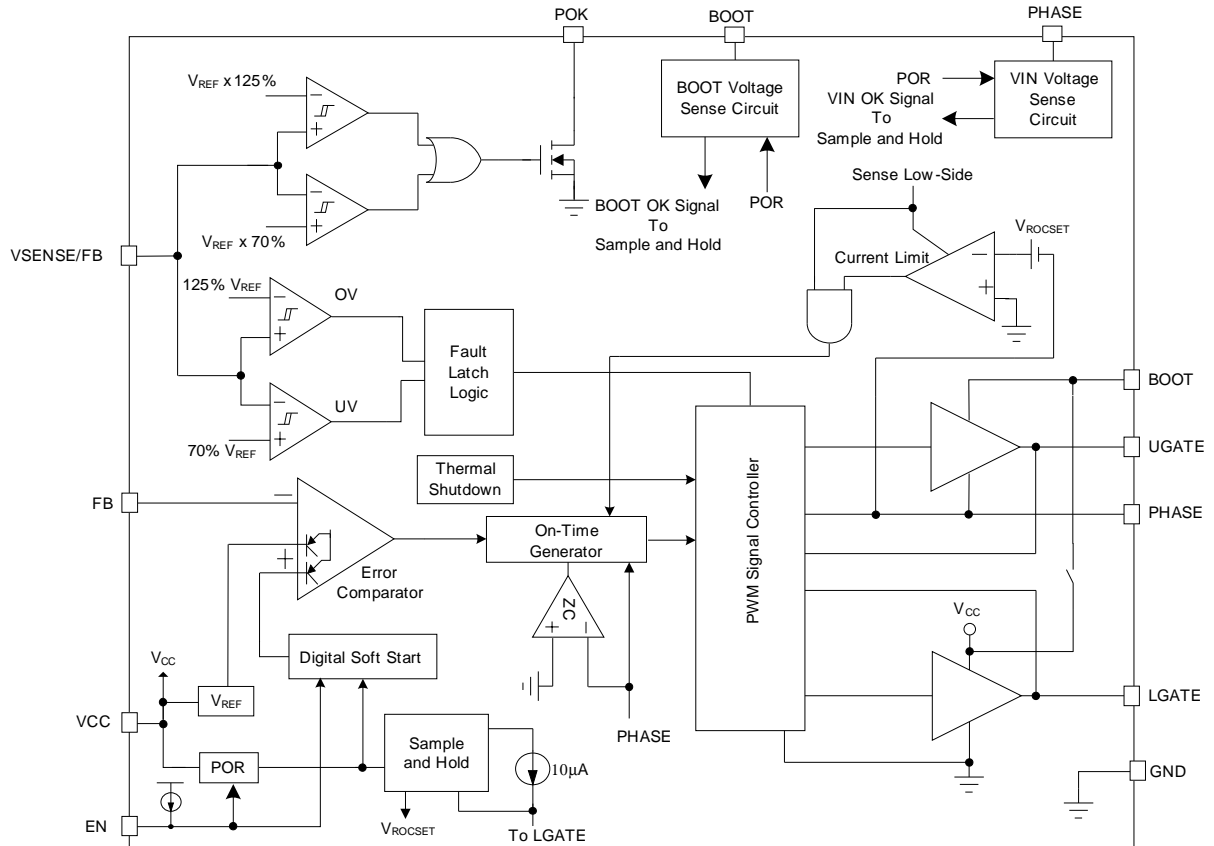 POK
BOOT
PHASE
VREF x 125%
−
+
−
+
VREF x 70%
BOOT Voltage
Sense Circuit
BOOT OK Signal
To
Sample and Hold
POR
POR
VIN OK Signal
To
Sample and Hold
VIN Voltage
Sense
Circuit
Sense Low-Side
Current Limit
−
+
VROCSET
VSENSE/FB
125% VREF
−
+
OV
−
+
UV
70% VREF
Fault
Latch
Logic
BOOT
UGATE
PHASE
Thermal
Shutdown
FB
−
+
Error
Comparator
On-Time
Generator
ZC
+
−
PHASE
PWM Signal Controller
VCC
LGATE
GND
Digital Soft Start
VCC
VREF
VCC
POR
Sample
and Hold
10µA
VROCSET
To LGATE
EN